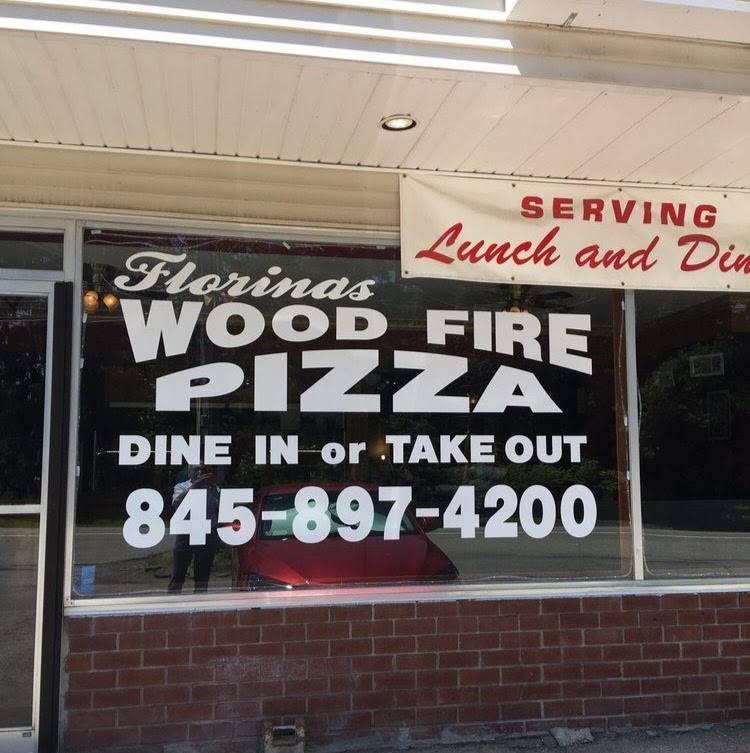 SERVING
Lunch and Din
Florinas
WOOD FIRE
PIZZA
DINE IN or TAKE OUT
845-897-4200